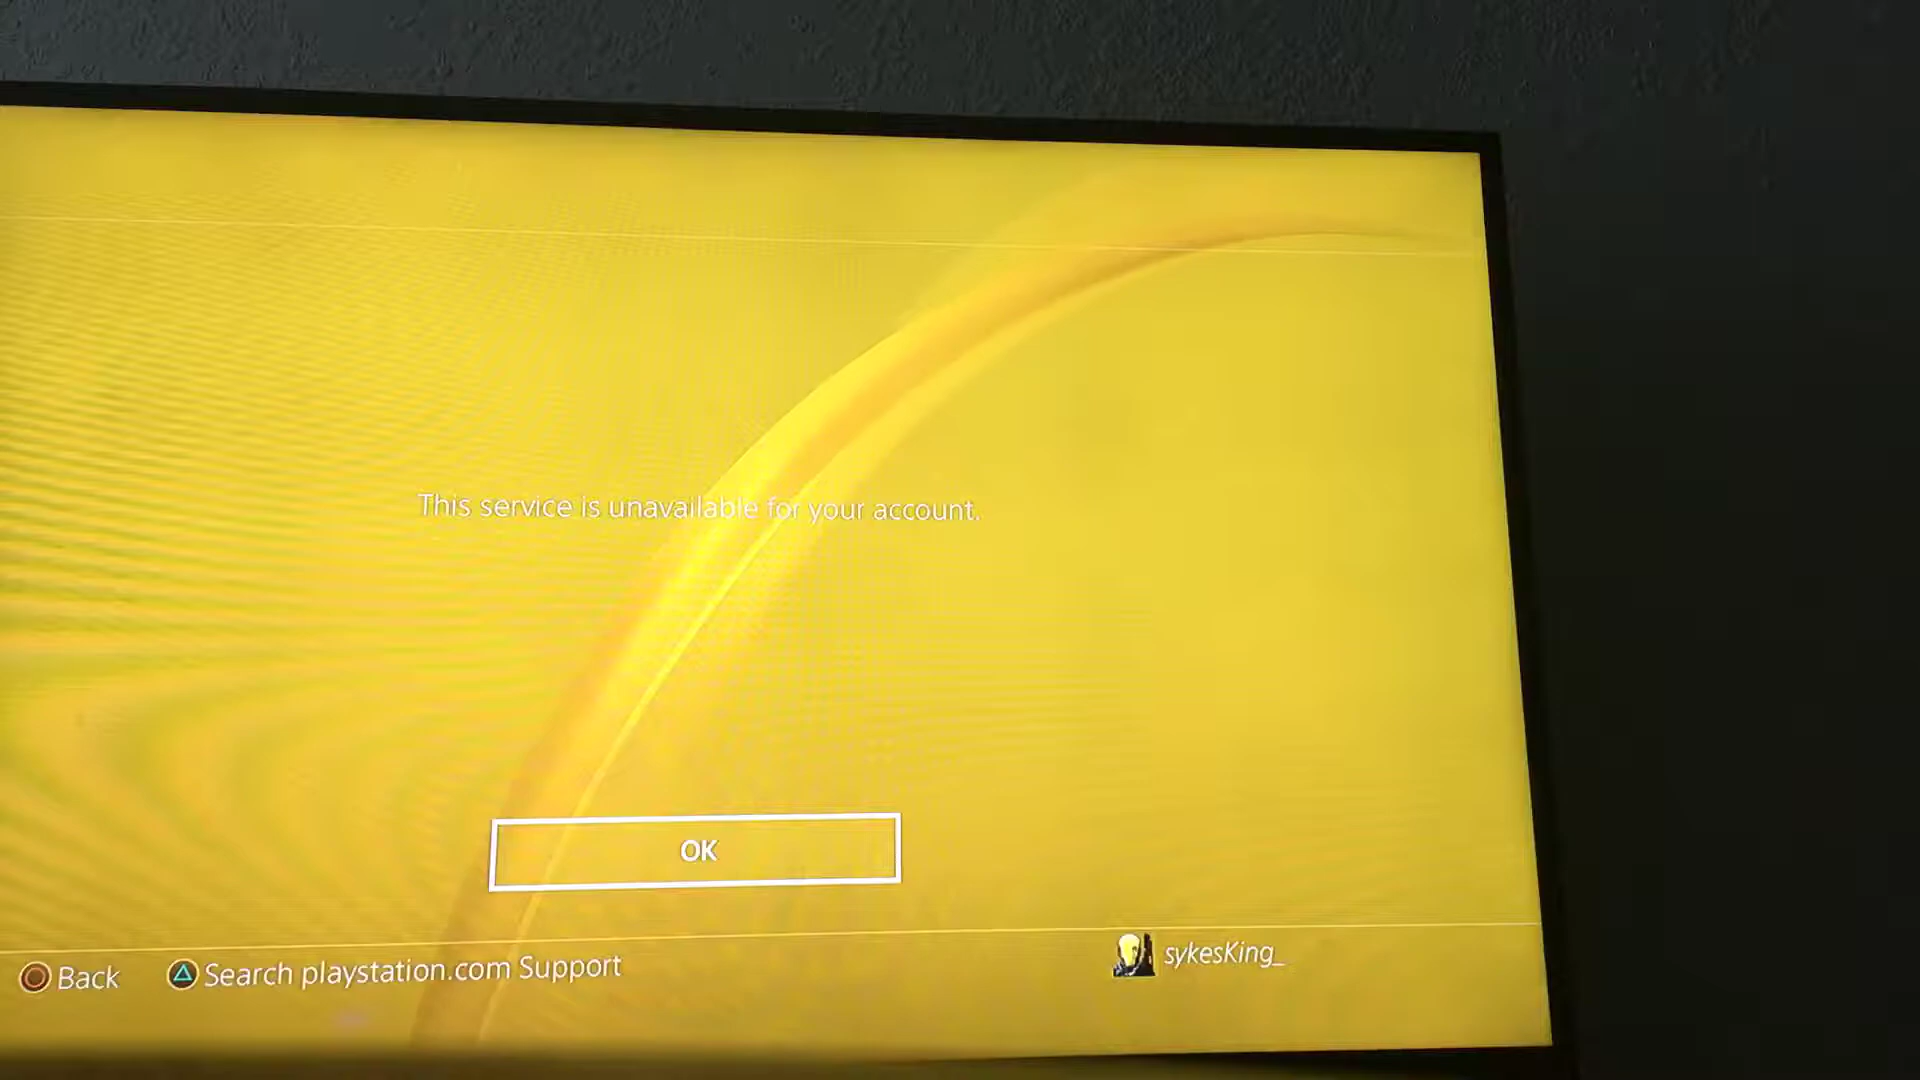 This service is unavailable for your account.
OK
Back
Search playstation.com Support
sykesKing_